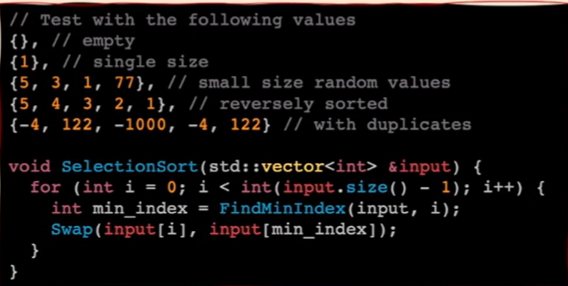 // Test with the following values
{}, // empty
{1}, // single size
{5, 3, 1, 77}, // small size random values
{5, 4, 3, 2, 1}, // reversely sorted
{-4, 122, -1000, -4, 122} // with duplicates
void SelectionSort(std::vector<int> &input) {
for (int i = 0; i < int(input.size() - 1); i++) {
int min_index = FindMinIndex(input, i);
Swap(input[i], input[min_index]);
}
}